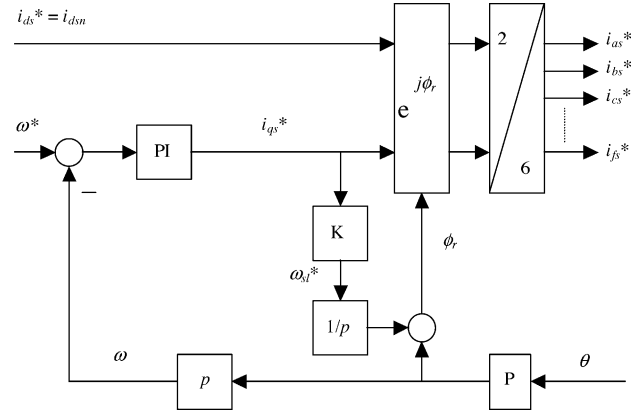 i_ds* = i_dsn
ω*
−
PI
i_qs*
K
ω_sl*
1/p
e^jϕ_r
2
6
i_as*
i_bs*
i_cs*
i_fs*
ϕ_r
ω
p
P
θ